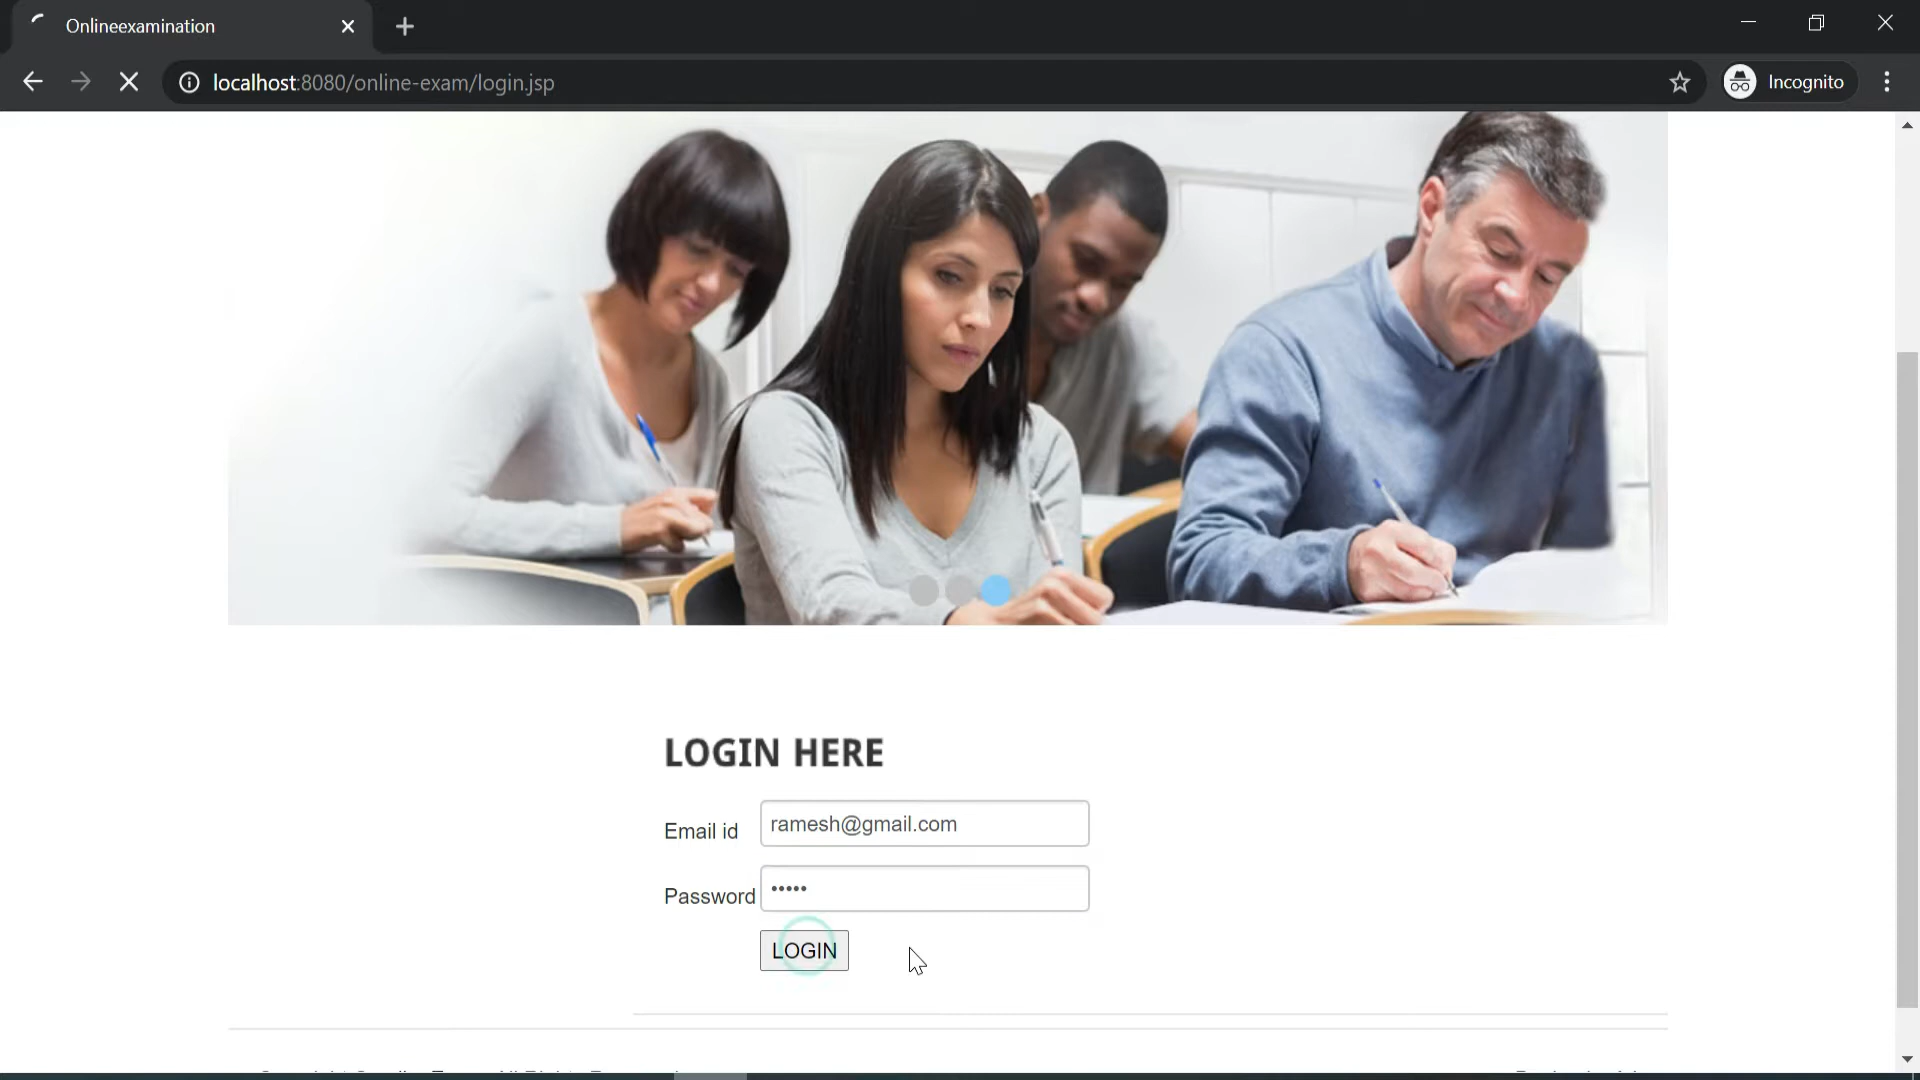 Onlineexamination
localhost:8080/online-exam/login.jsp
Incognito
LOGIN HERE
Email id
ramesh@gmail.com
Password
•••••
LOGIN